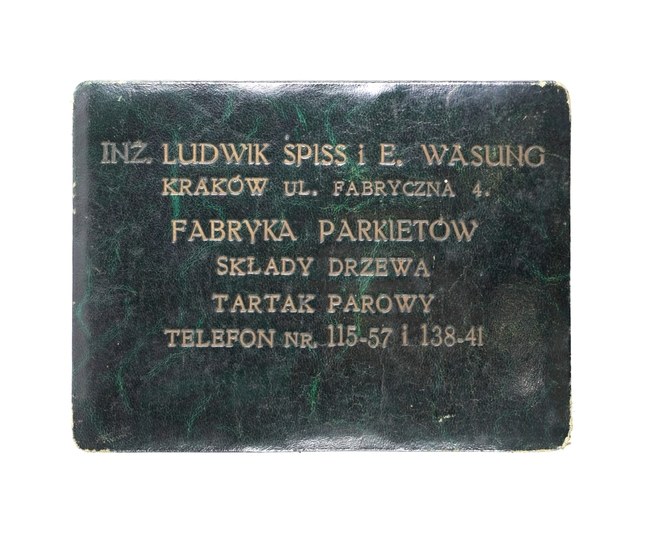 INŻ. LUDWIK SPISS i E. WASUNG
KRAKÓW UL. FABRYCZNA 4.
FABRYKA PARKIETÓW
SKŁADY DRZEWA
TARTAK PAROWY
TELEFON NR. 115-57 i 138-41